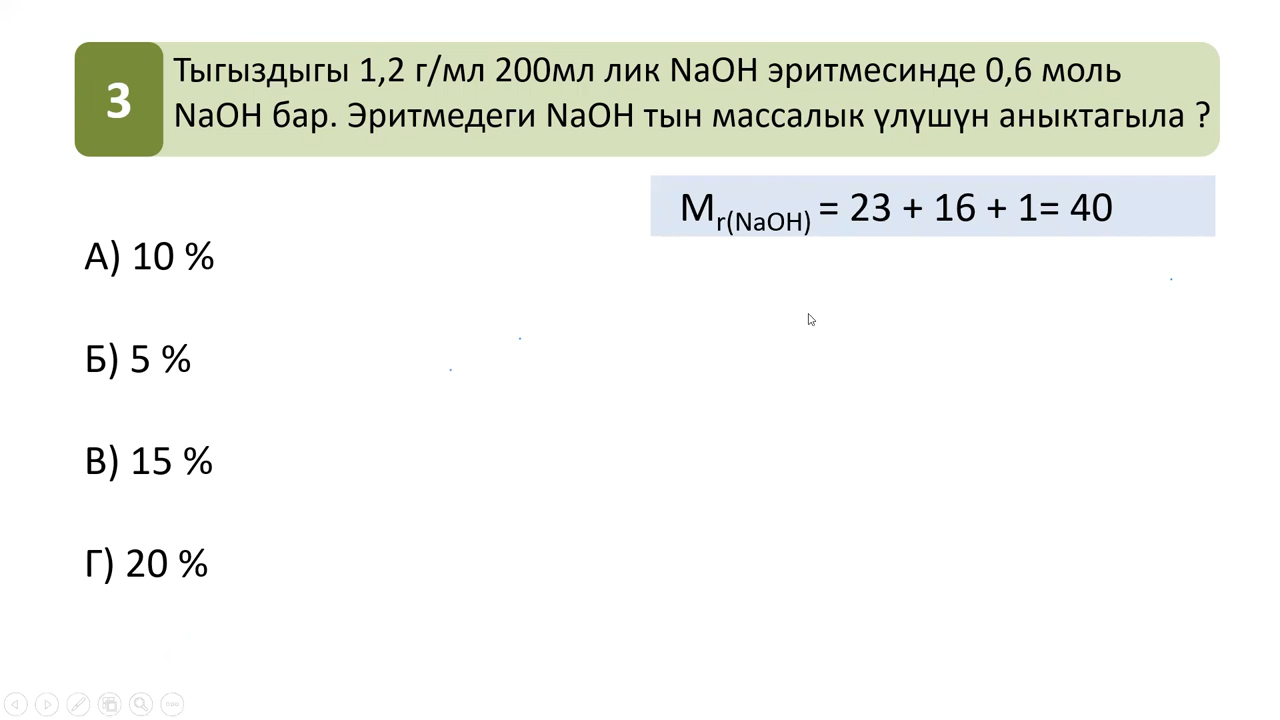 3
Тыгыздыгы 1,2 г/мл 200мл лик NaOH эритмесинде 0,6 моль
NaOH бар. Эритмедеги NaOH тын массалык үлүшүн аныктагыла ?
Mr(NaOH) = 23 + 16 + 1= 40
А) 10 %
Б) 5 %
В) 15 %
Г) 20 %